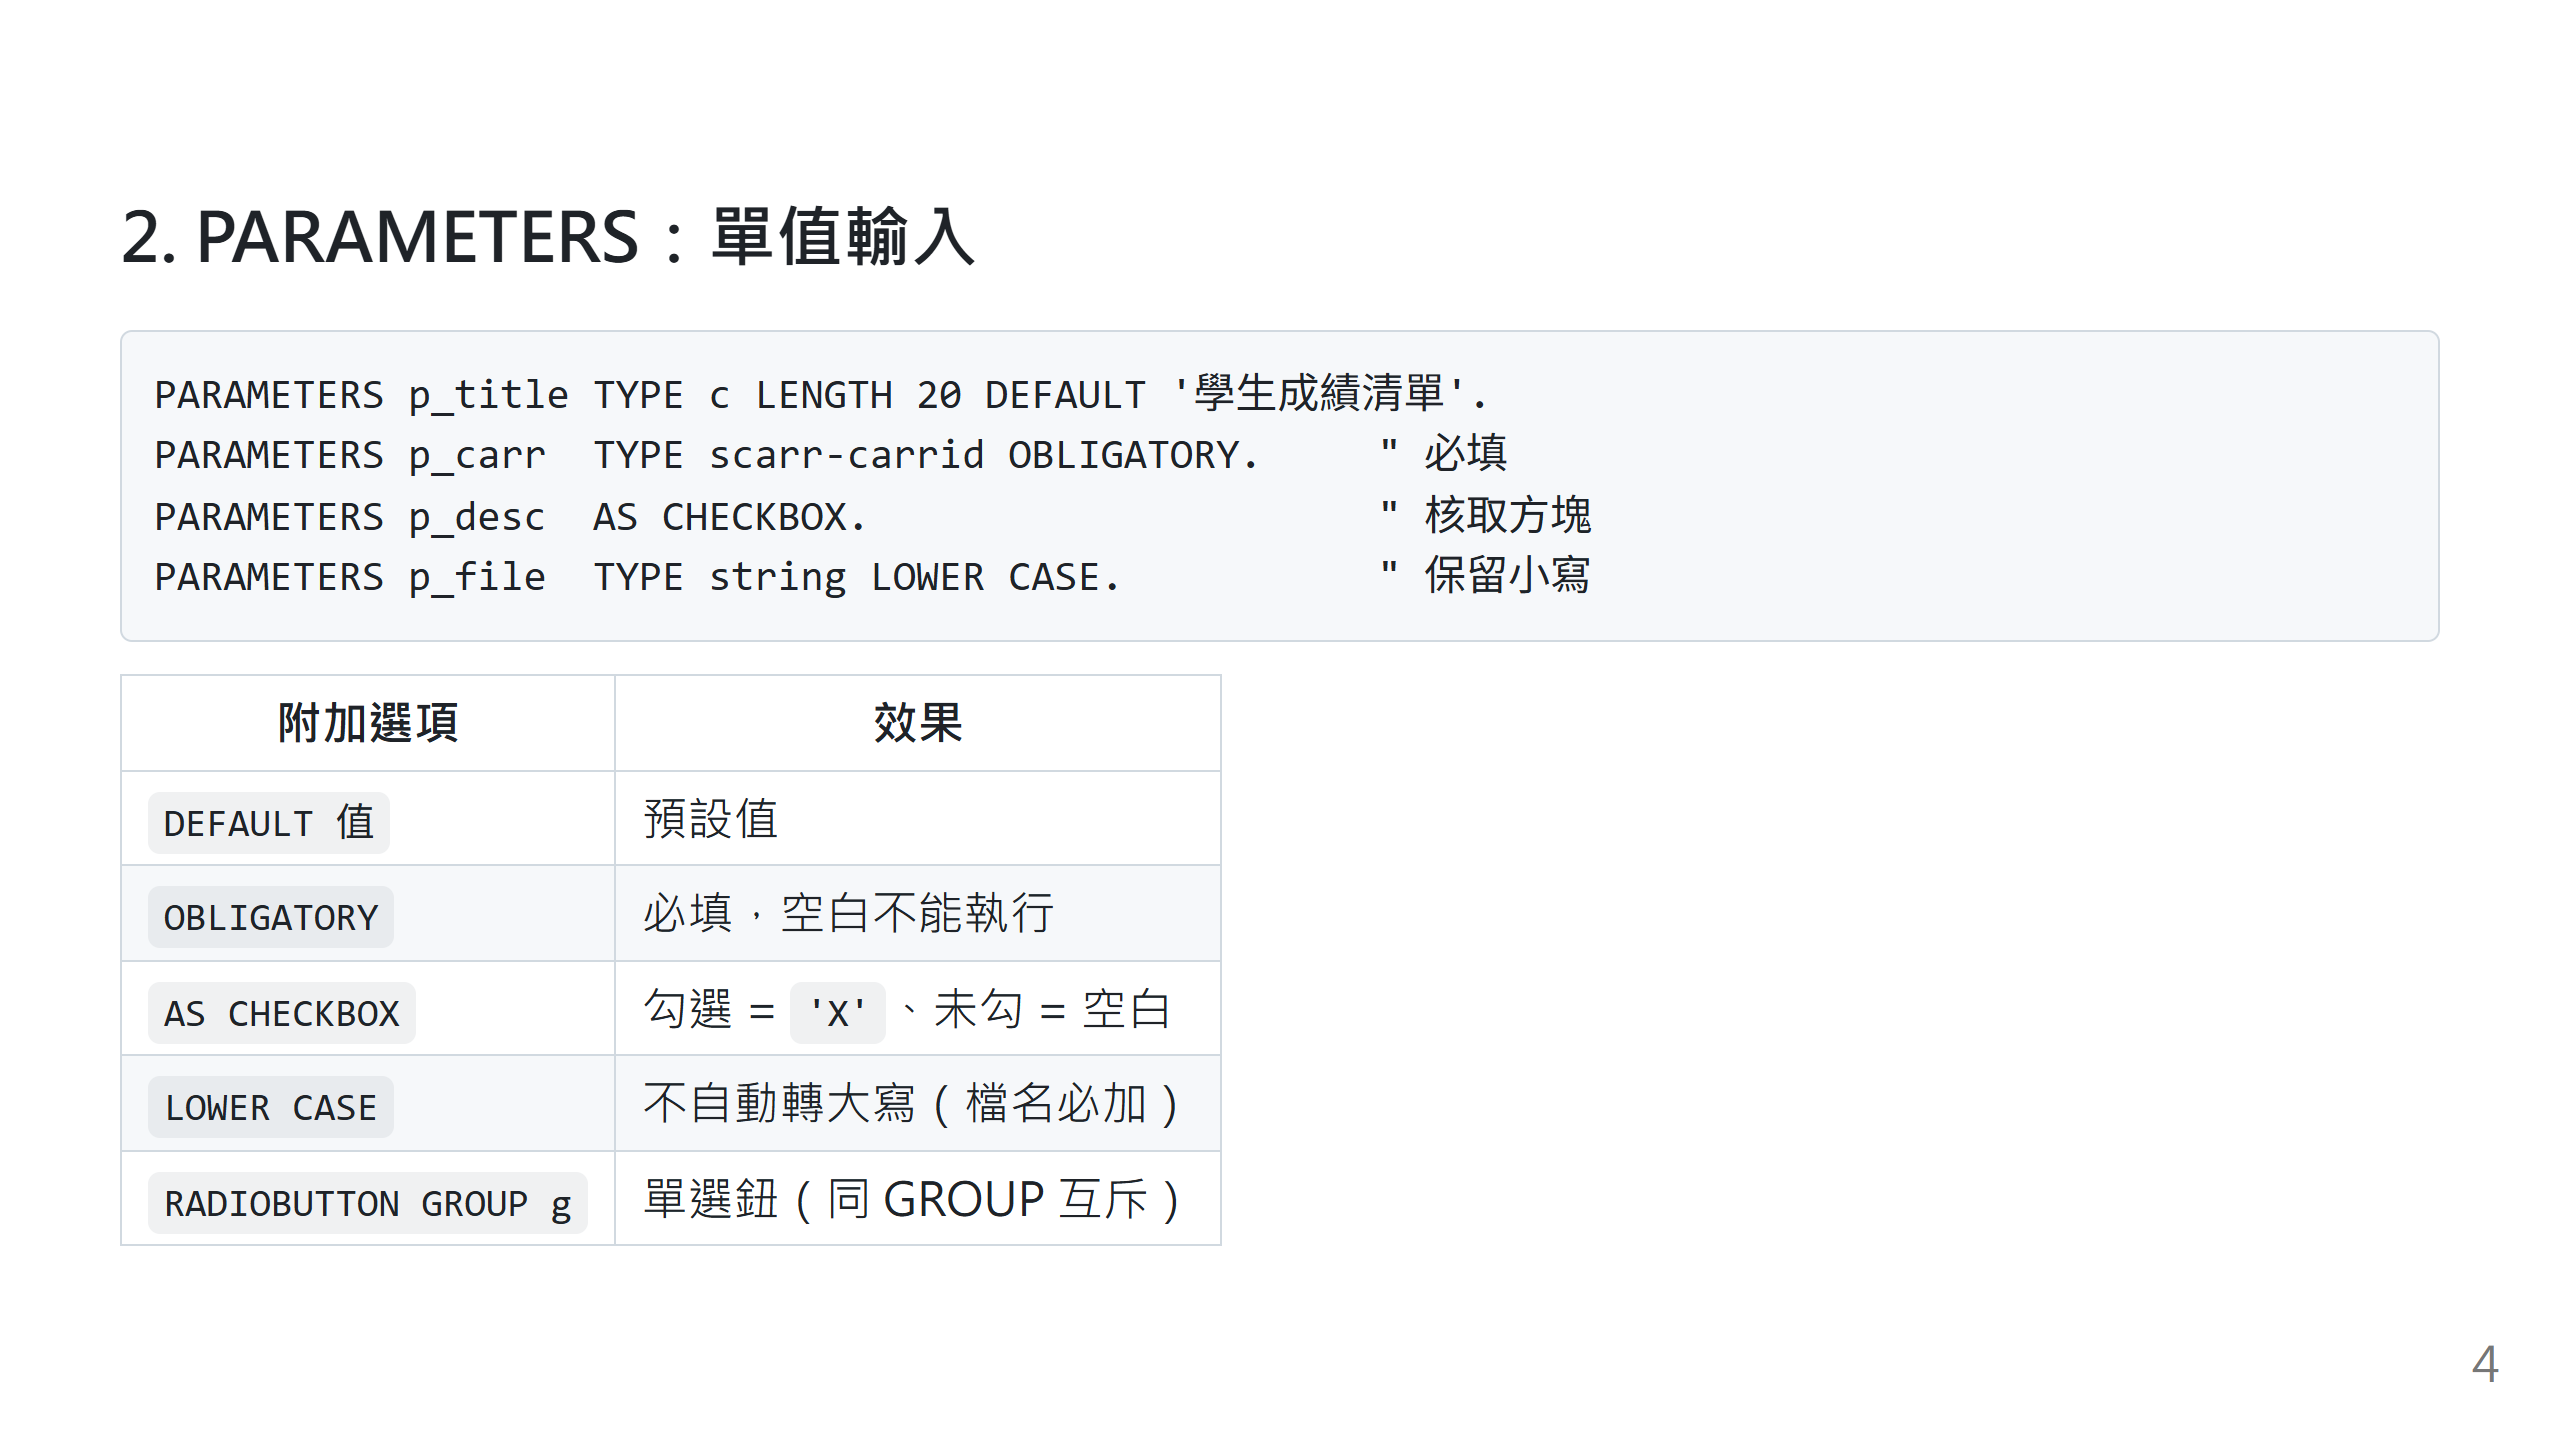 2. PARAMETERS：單值輸入
PARAMETERS p_title TYPE c LENGTH 20 DEFAULT '學生成績清單'.
PARAMETERS p_carr  TYPE scarr-carrid OBLIGATORY.     " 必填
PARAMETERS p_desc  AS CHECKBOX.                      " 核取方塊
PARAMETERS p_file  TYPE string LOWER CASE.           " 保留小寫
附加選項 效果
DEFAULT 值 預設值
OBLIGATORY 必填，空白不能執行
AS CHECKBOX 勾選 = 'X'、未勾 = 空白
LOWER CASE 不自動轉大寫（檔名必加）
RADIOBUTTON GROUP g 單選鈕（同 GROUP 互斥）
4